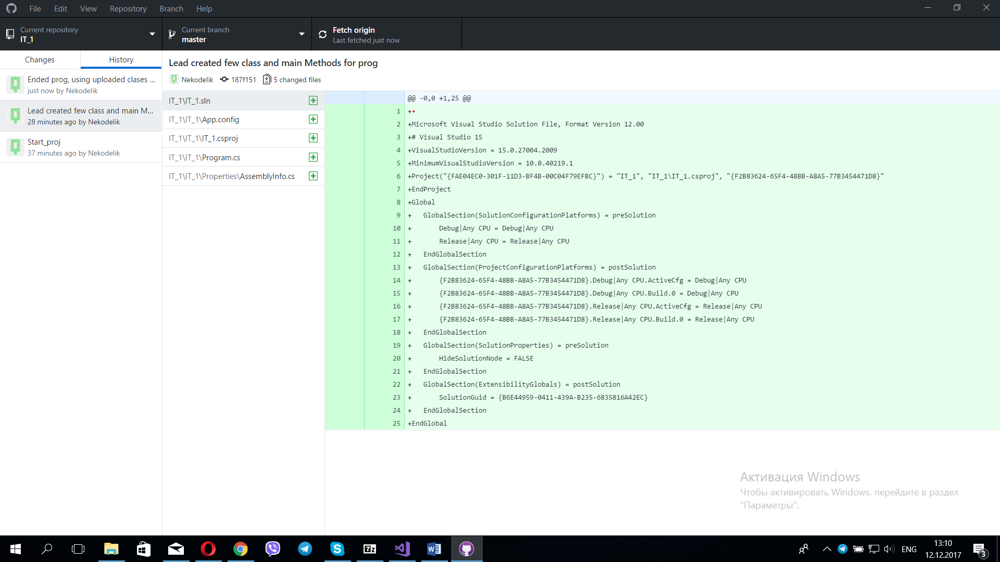 File Edit View Repository Branch Help
Current repository
IT_1
Current branch
master
Fetch origin
Last fetched just now
Changes History
Ended prog, using uploaded clases ...
just now by Nekodelik
Lead created few class and main M...
28 minutes ago by Nekodelik
Start_proj
37 minutes ago by Nekodelik
Lead created few class and main Methods for prog
Nekodelik 187f151 5 changed files
IT_1\IT_1.sln
IT_1\IT_1\App.config
IT_1\IT_1\IT_1.csproj
IT_1\IT_1\Program.cs
IT_1\IT_1\Properties\AssemblyInfo.cs
@@ -0,0 +1,25 @@
1 +•
2 +Microsoft Visual Studio Solution File, Format Version 12.00
3 +# Visual Studio 15
4 +VisualStudioVersion = 15.0.27004.2009
5 +MinimumVisualStudioVersion = 10.0.40219.1
6 +Project("{FAE04EC0-301F-11D3-BF4B-00C04F79EFBC}") = "IT_1", "IT_1\IT_1.csproj", "{F2B83624-65F4-48BB-A8A5-77B3454471D8}"
7 +EndProject
8 +Global
9 + GlobalSection(SolutionConfigurationPlatforms) = preSolution
10 + Debug|Any CPU = Debug|Any CPU
11 + Release|Any CPU = Release|Any CPU
12 + EndGlobalSection
13 + GlobalSection(ProjectConfigurationPlatforms) = postSolution
14 + {F2B83624-65F4-48BB-A8A5-77B3454471D8}.Debug|Any CPU.ActiveCfg = Debug|Any CPU
15 + {F2B83624-65F4-48BB-A8A5-77B3454471D8}.Debug|Any CPU.Build.0 = Debug|Any CPU
16 + {F2B83624-65F4-48BB-A8A5-77B3454471D8}.Release|Any CPU.ActiveCfg = Release|Any CPU
17 + {F2B83624-65F4-48BB-A8A5-77B3454471D8}.Release|Any CPU.Build.0 = Release|Any CPU
18 + EndGlobalSection
19 + GlobalSection(SolutionProperties) = preSolution
20 + HideSolutionNode = FALSE
21 + EndGlobalSection
22 + GlobalSection(ExtensibilityGlobals) = postSolution
23 + SolutionGuid = {B6E44959-0411-439A-B235-6835816A42EC}
24 + EndGlobalSection
25 +EndGlobal
Активация Windows
Чтобы активировать Windows, перейдите в раздел
"Параметры".
7z
ENG
13:10
12.12.2017
3